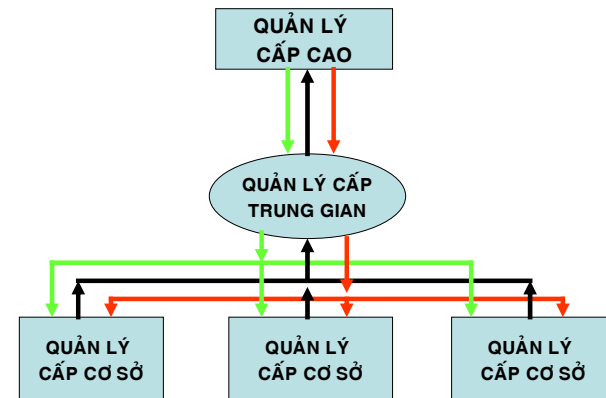 QUẢN LÝ
CẤP CAO
QUẢN LÝ CẤP
TRUNG GIAN
QUẢN LÝ
CẤP CƠ SỞ
QUẢN LÝ
CẤP CƠ SỞ
QUẢN LÝ
CẤP CƠ SỞ